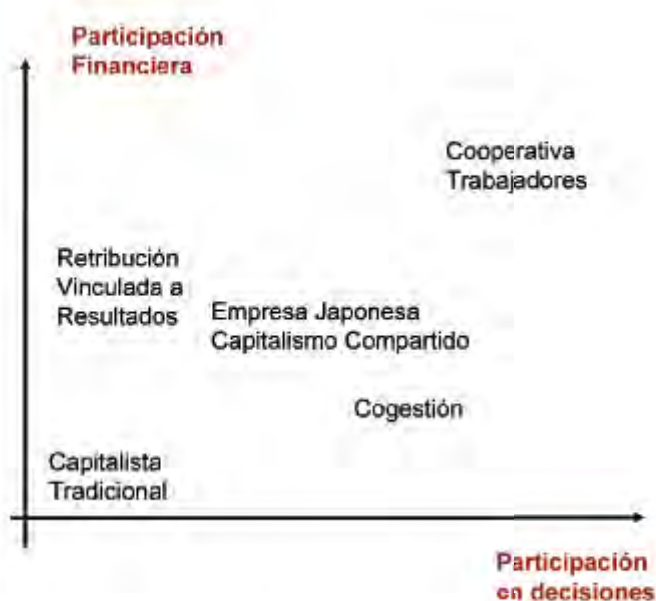 Participación
Financiera
Cooperativa
Trabajadores
Retribución
Vinculada a
Resultados
Empresa Japonesa
Capitalismo Compartido
Cogestión
Capitalista
Tradicional
Participación
en decisiones